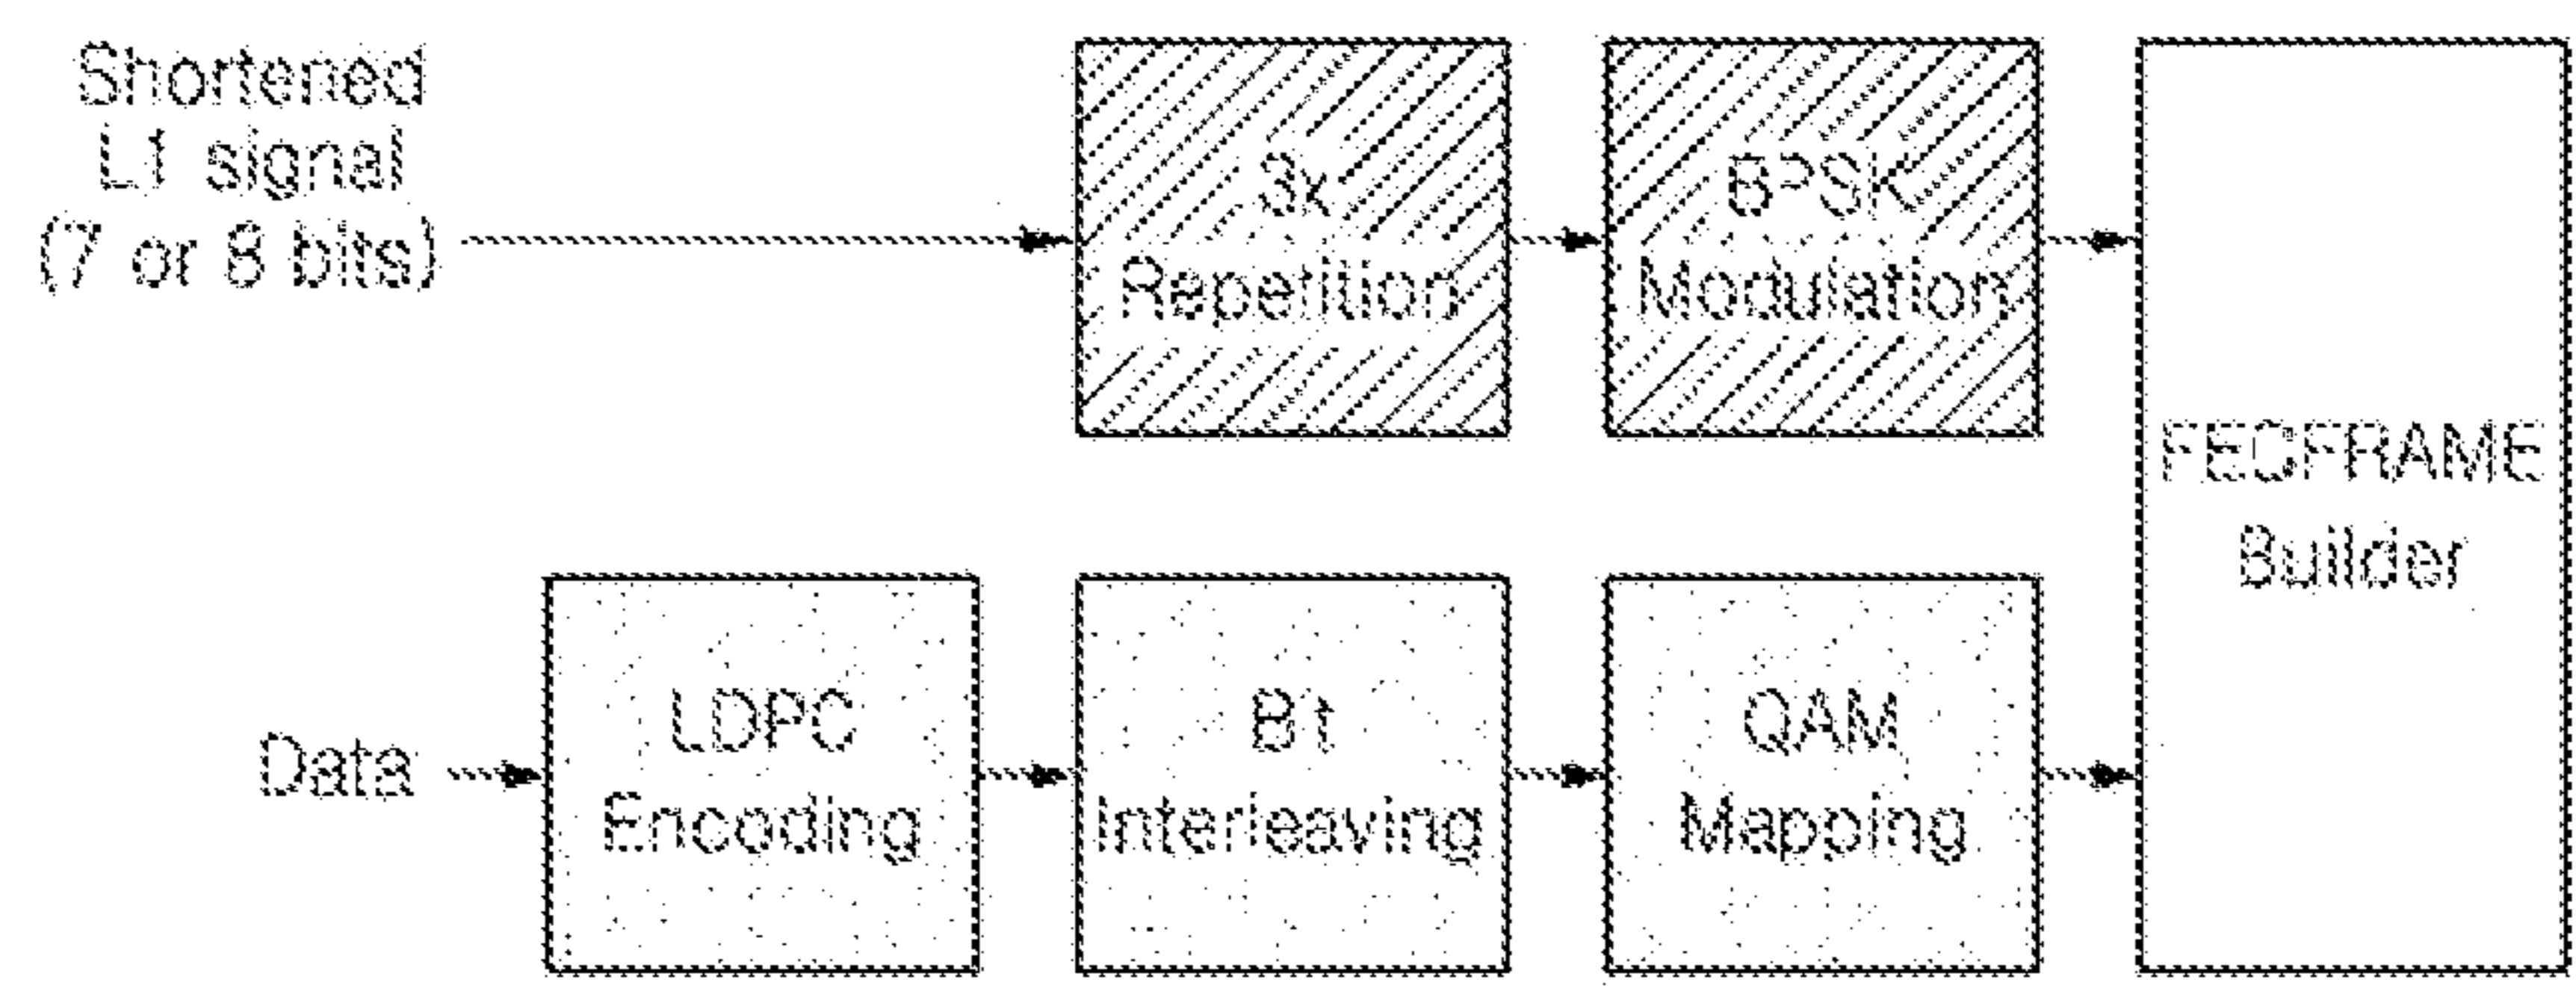 Shortened
L1 signal
(7 or 8 bits)
3x
Repetition
BPSK
Modulation
FECFRAME
Builder
Data
LDPC
Encoding
Bit
Interleaving
QAM
Mapping